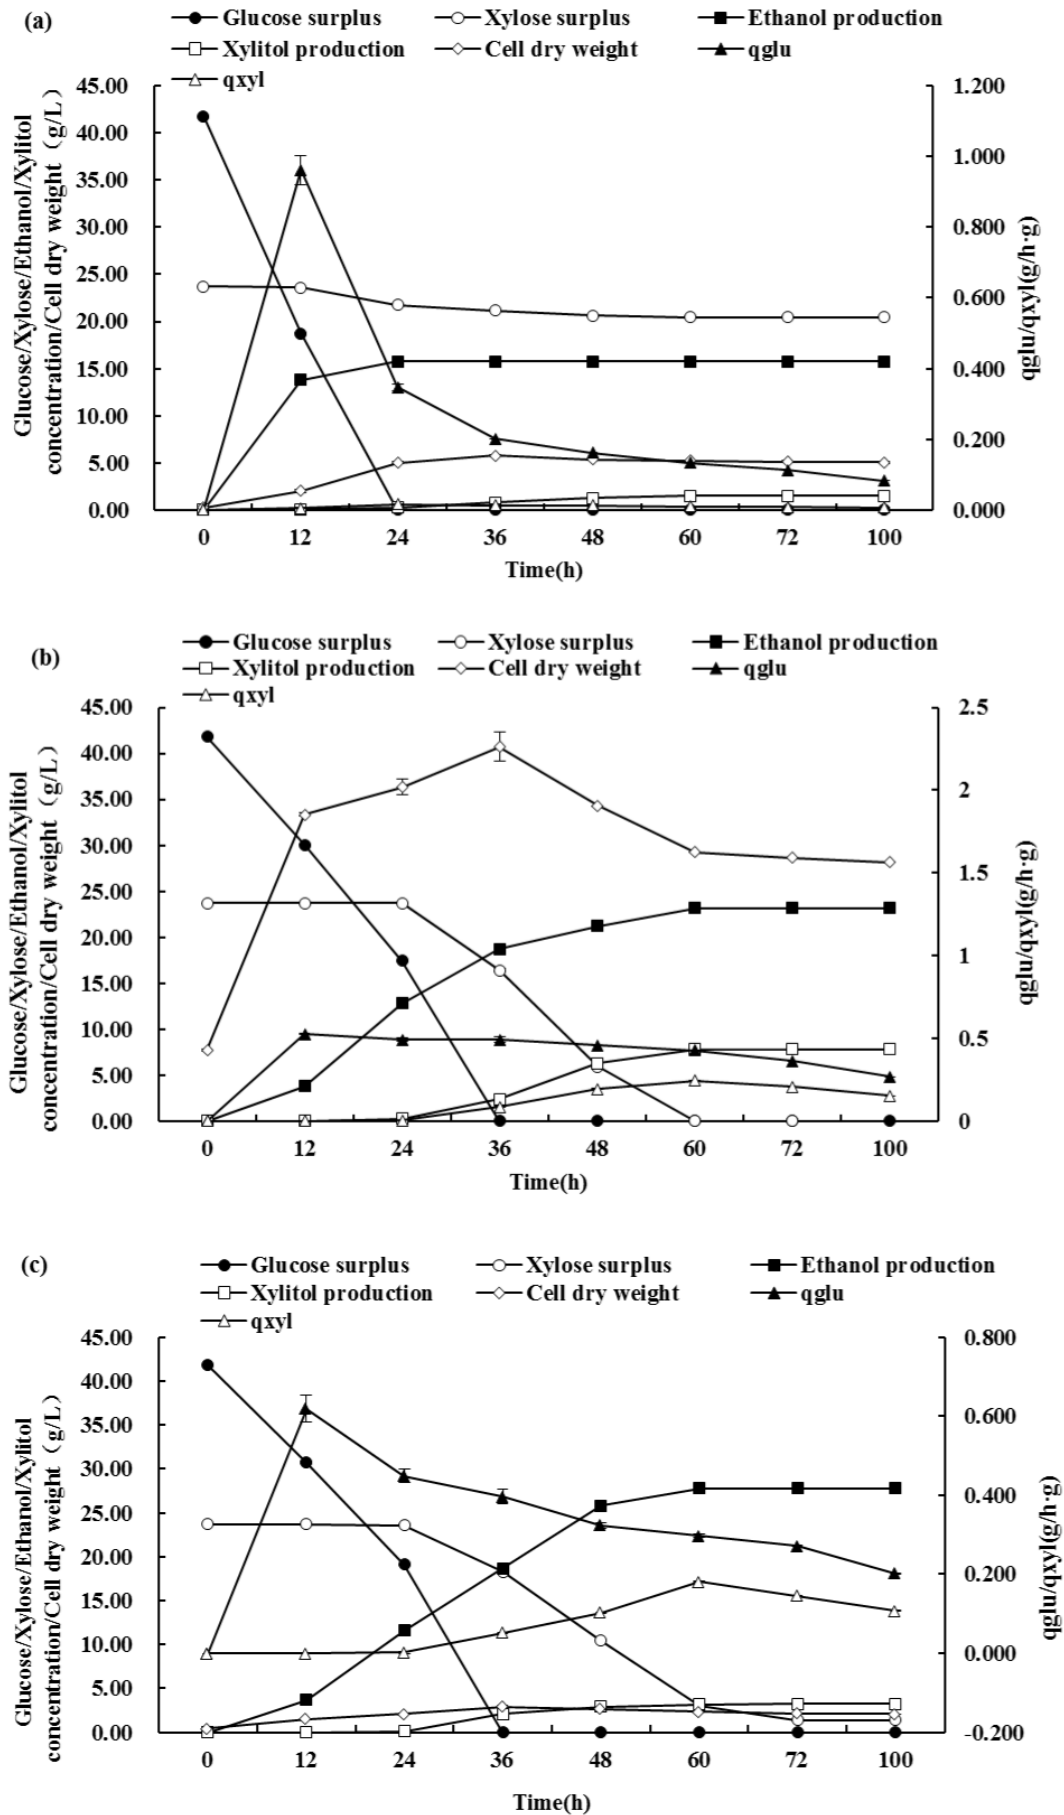 (a)
Glucose surplus Xylose surplus Ethanol production
Xylitol production Cell dry weight qglu
qxyl
Glucose/Xylose/Ethanol/Xylitol
concentration/Cell dry weight（g/L）
45.00
40.00
35.00
30.00
25.00
20.00
15.00
10.00
5.00
0.00
1.200
1.000
0.800
0.600
0.400
0.200
0.000
qglu/qxyl(g/h·g)
0 12 24 36 48 60 72 100
Time(h)
(b)
Glucose surplus Xylose surplus Ethanol production
Xylitol production Cell dry weight qglu
qxyl
Glucose/Xylose/Ethanol/Xylitol
concentration/Cell dry weight（g/L）
45.00
40.00
35.00
30.00
25.00
20.00
15.00
10.00
5.00
0.00
2.5
2
1.5
1
0.5
0
qglu/qxyl(g/h·g)
0 12 24 36 48 60 72 100
Time(h)
(c)
Glucose surplus Xylose surplus Ethanol production
Xylitol production Cell dry weight qglu
qxyl
Glucose/Xylose/Ethanol/Xylitol
concentration/Cell dry weight（g/L）
45.00
40.00
35.00
30.00
25.00
20.00
15.00
10.00
5.00
0.00
0.800
0.600
0.400
0.200
0.000
-0.200
qglu/qxyl(g/h·g)
0 12 24 36 48 60 72 100
Time(h)